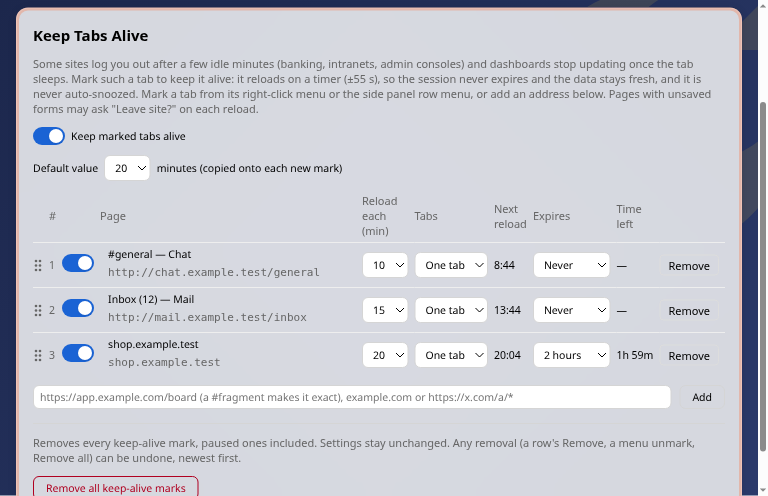 Keep Tabs Alive
Some sites log you out after a few idle minutes (banking, intranets, admin consoles) and dashboards stop updating once the tab
sleeps. Mark such a tab to keep it alive: it reloads on a timer (±55 s), so the session never expires and the data stays fresh, and it is
never auto-snoozed. Mark a tab from its right-click menu or the side panel row menu, or add an address below. Pages with unsaved
forms may ask "Leave site?" on each reload.
Keep marked tabs alive
Default value 20 minutes (copied onto each new mark)
# Page Reload each (min) Tabs Next reload Expires Time left
1 #general — Chat
http://chat.example.test/general 10 One tab 8:44 Never — Remove
2 Inbox (12) — Mail
http://mail.example.test/inbox 15 One tab 13:44 Never — Remove
3 shop.example.test
shop.example.test 20 One tab 20:04 2 hours 1h 59m Remove
https://app.example.com/board (a #fragment makes it exact), example.com or https://x.com/a/* Add
Removes every keep-alive mark, paused ones included. Settings stay unchanged. Any removal (a row's Remove, a menu unmark,
Remove all) can be undone, newest first.
Remove all keep-alive marks